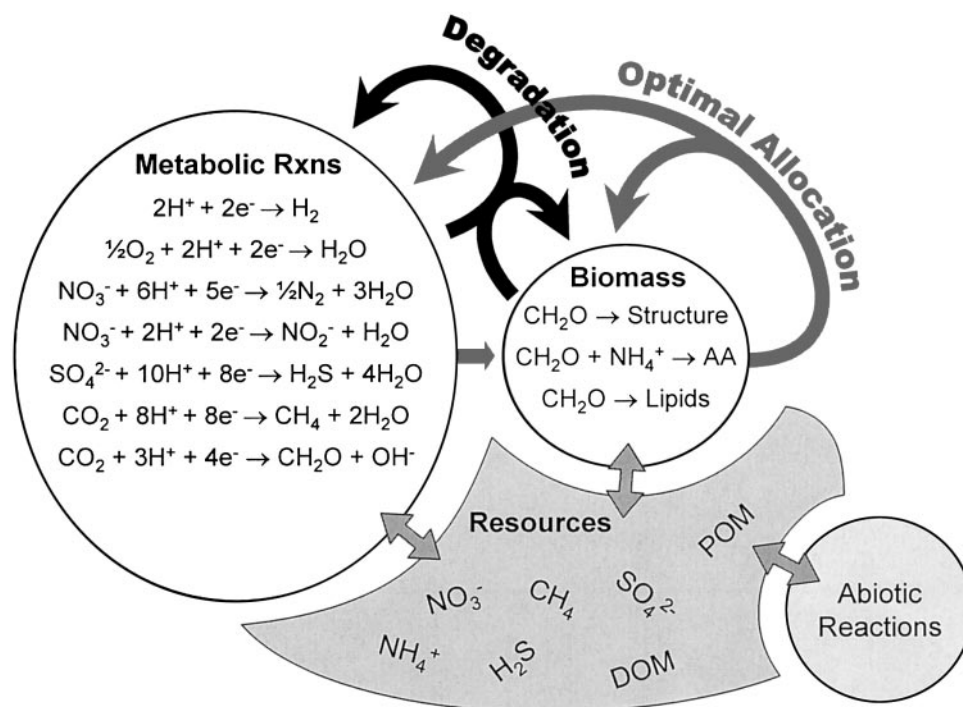 Degradation
Optimal Allocation
Metabolic Rxns
2H⁺ + 2e⁻ → H₂
½O₂ + 2H⁺ + 2e⁻ → H₂O
NO₃⁻ + 6H⁺ + 5e⁻ → ½N₂ + 3H₂O
NO₃⁻ + 2H⁺ + 2e⁻ → NO₂⁻ + H₂O
SO₄²⁻ + 10H⁺ + 8e⁻ → H₂S + 4H₂O
CO₂ + 8H⁺ + 8e⁻ → CH₄ + 2H₂O
CO₂ + 3H⁺ + 4e⁻ → CH₂O + OH⁻
Biomass
CH₂O → Structure
CH₂O + NH₄⁺ → AA
CH₂O → Lipids
Resources
POM
NO₃⁻
CH₄
SO₄²⁻
NH₄⁺
H₂S
DOM
Abiotic
Reactions